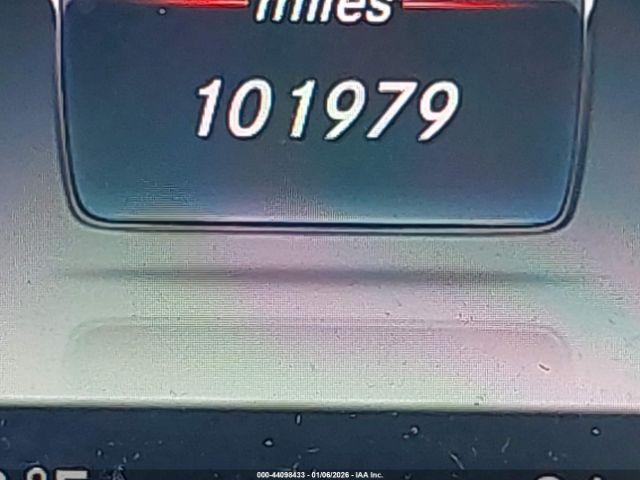 miles
101979
°F
000-44098433 - 01/06/2026 - IAA Inc.